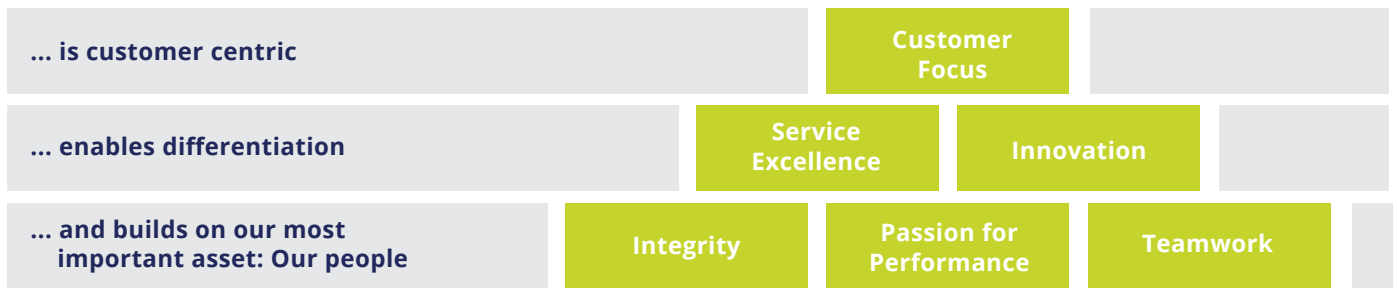 ... is customer centric
Customer
Focus
... enables differentiation
Service
Excellence
Innovation
... and builds on our most
important asset: Our people
Integrity
Passion for
Performance
Teamwork